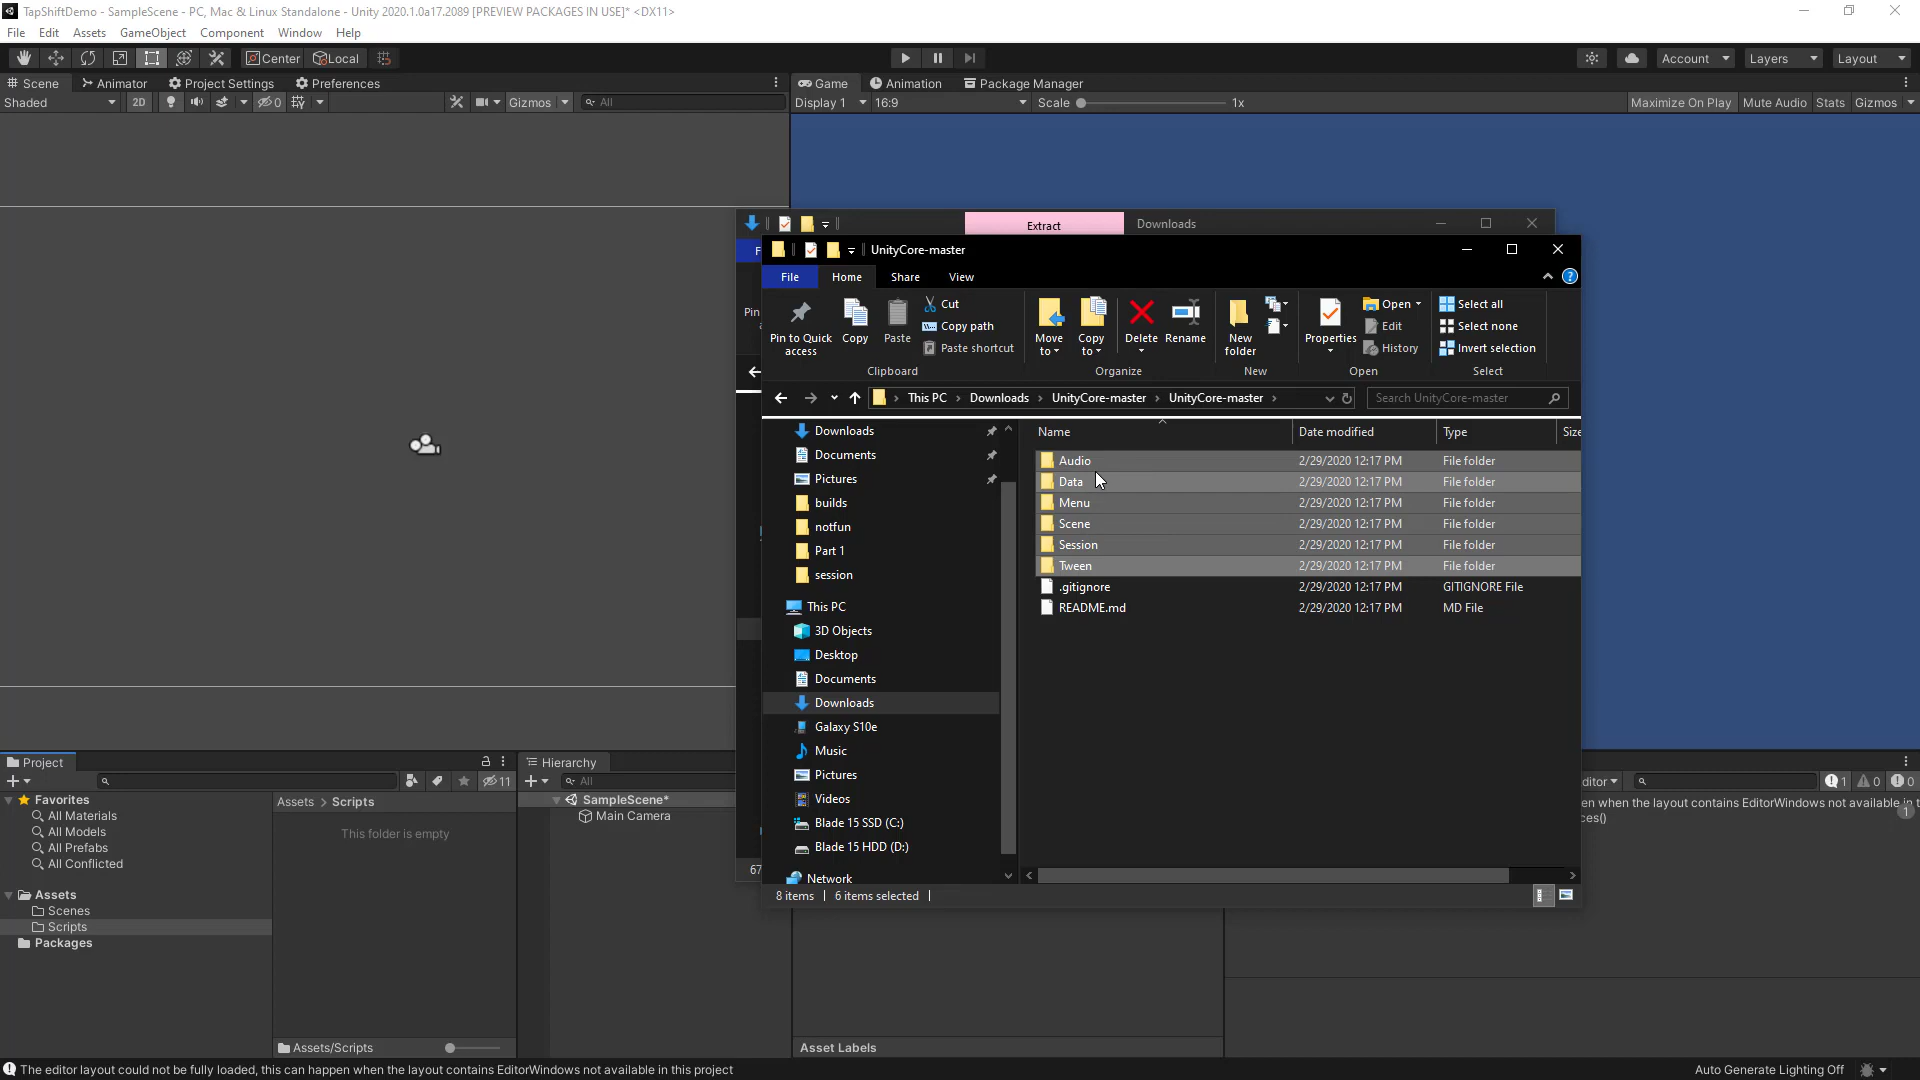 TapShiftDemo - SampleScene - PC, Mac & Linux Standalone - Unity 2020.1.0a17.2089 [PREVIEW PACKAGES IN USE]* <DX11>
File Edit Assets GameObject Component Window Help
Center Local Account Layers Layout
Scene Animator Project Settings Preferences Game Animation Package Manager
Shaded 2D 0 Gizmos All Display 1 16:9 Scale 1x Maximize On Play Mute Audio Stats Gizmos
Extract Downloads
UnityCore-master
File Home Share View
Pin to Quick access
Copy
Paste
Cut
Copy path
Paste shortcut
Clipboard
Move to
Copy to
Delete
Rename
Organize
New folder
New
Properties
Open
Edit
History
Open
Select all
Select none
Invert selection
Select
This PC > Downloads > UnityCore-master > UnityCore-master >
Search UnityCore-master
Downloads
Documents
Pictures
builds
notfun
Part 1
session
This PC
3D Objects
Desktop
Documents
Downloads
Galaxy S10e
Music
Pictures
Videos
Blade 15 SSD (C:)
Blade 15 HDD (D:)
Network
Name Date modified Type Size
Audio 2/29/2020 12:17 PM File folder
Data 2/29/2020 12:17 PM File folder
Menu 2/29/2020 12:17 PM File folder
Scene 2/29/2020 12:17 PM File folder
Session 2/29/2020 12:17 PM File folder
Tween 2/29/2020 12:17 PM File folder
.gitignore 2/29/2020 12:17 PM GITIGNORE File
README.md 2/29/2020 12:17 PM MD File
8 items 6 items selected
Project
11
Favorites
All Materials
All Models
All Prefabs
All Conflicted
Assets
Scenes
Scripts
Packages
Assets > Scripts
This folder is empty
Assets/Scripts
Hierarchy
All
SampleScene*
Main Camera
67
Asset Labels
ditor 1 0 0
en when the layout contains EditorWindows not available in t
ces()
1
The editor layout could not be fully loaded, this can happen when the layout contains EditorWindows not available in this project
Auto Generate Lighting Off